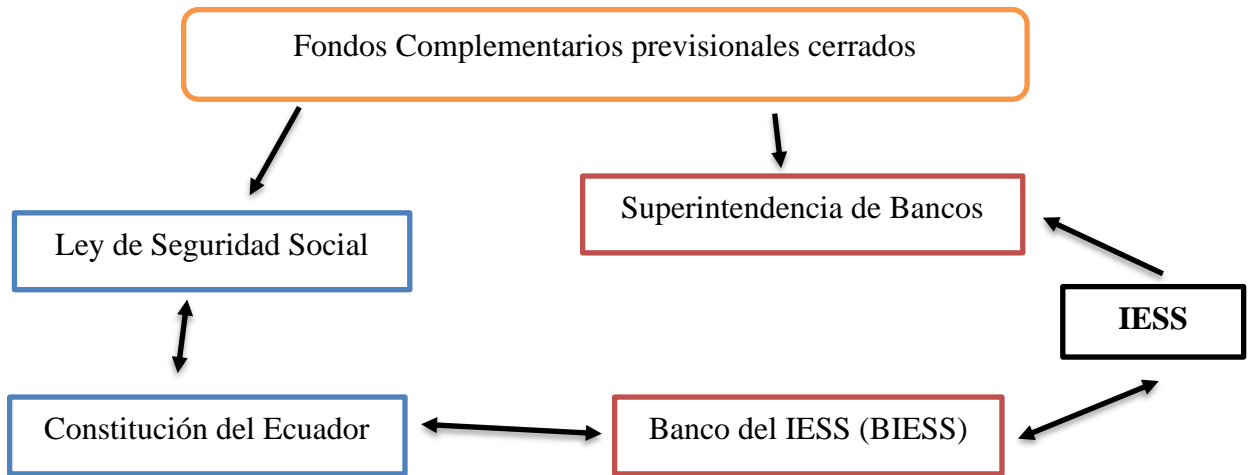 Fondos Complementarios previsionales cerrados
Superintendencia de Bancos
Ley de Seguridad Social
IESS
Constitución del Ecuador
Banco del IESS (BIESS)